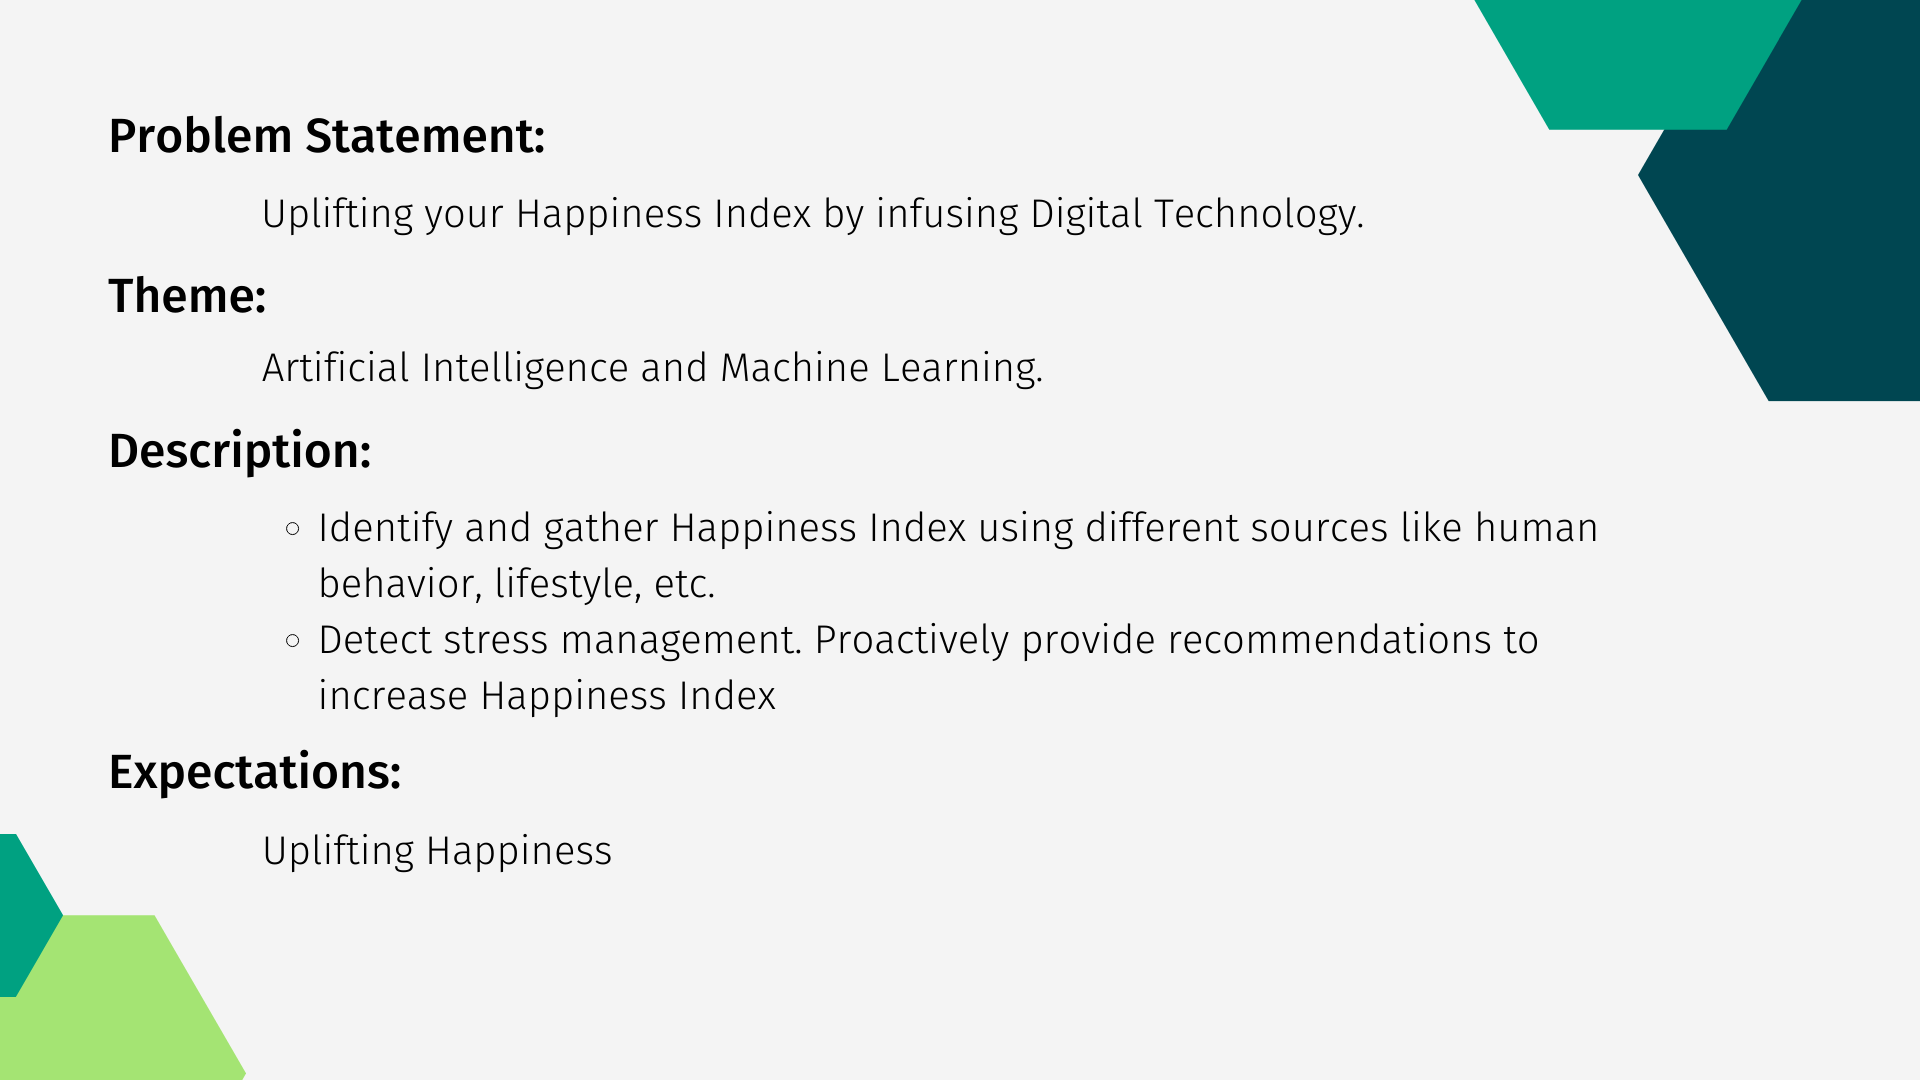 Problem Statement:
Uplifting your Happiness Index by infusing Digital Technology.
Theme:
Artificial Intelligence and Machine Learning.
Description:
Identify and gather Happiness Index using different sources like human
behavior, lifestyle, etc.
Detect stress management. Proactively provide recommendations to
increase Happiness Index
Expectations:
Uplifting Happiness